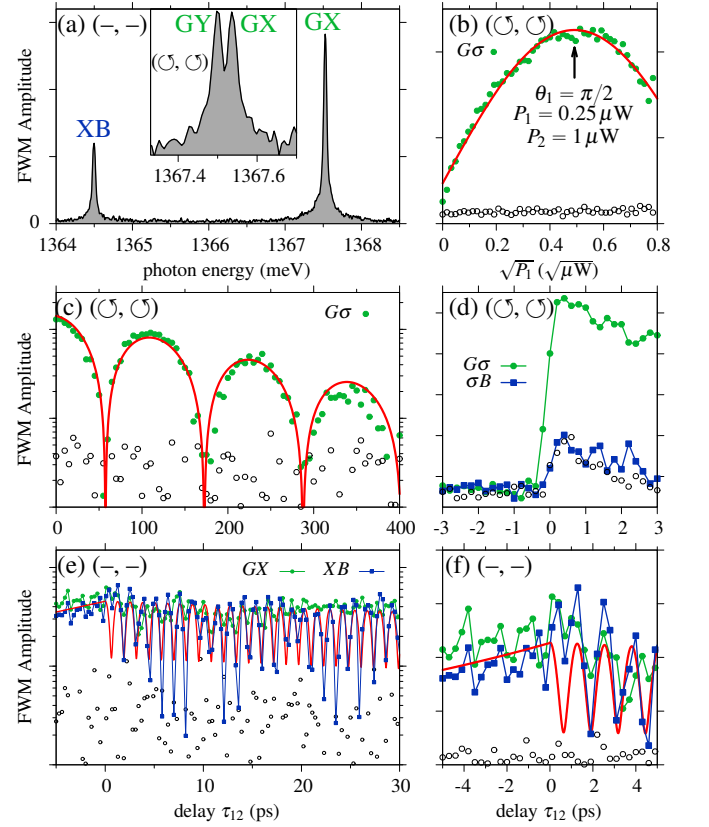 (a) (–, –)
GY GX
GX
(↺, ↺)
XB
1367.4 1367.6
FWM Amplitude
0
1364 1365 1366 1367 1368
photon energy (meV)
(b) (↺, ↺)
Gσ
θ₁ = π/2
P₁ = 0.25 μW
P₂ = 1 μW
0 0.2 0.4 0.6 0.8
√P₁ (√μW)
(c) (↺, ↺)
Gσ
FWM Amplitude
0 100 200 300 400
(d) (↺, ↺)
Gσ
σB
-3 -2 -1 0 1 2 3
(e) (–, –)
GX XB
FWM Amplitude
0 10 20 30
delay τ₁₂ (ps)
(f) (–, –)
-4 -2 0 2 4
delay τ₁₂ (ps)